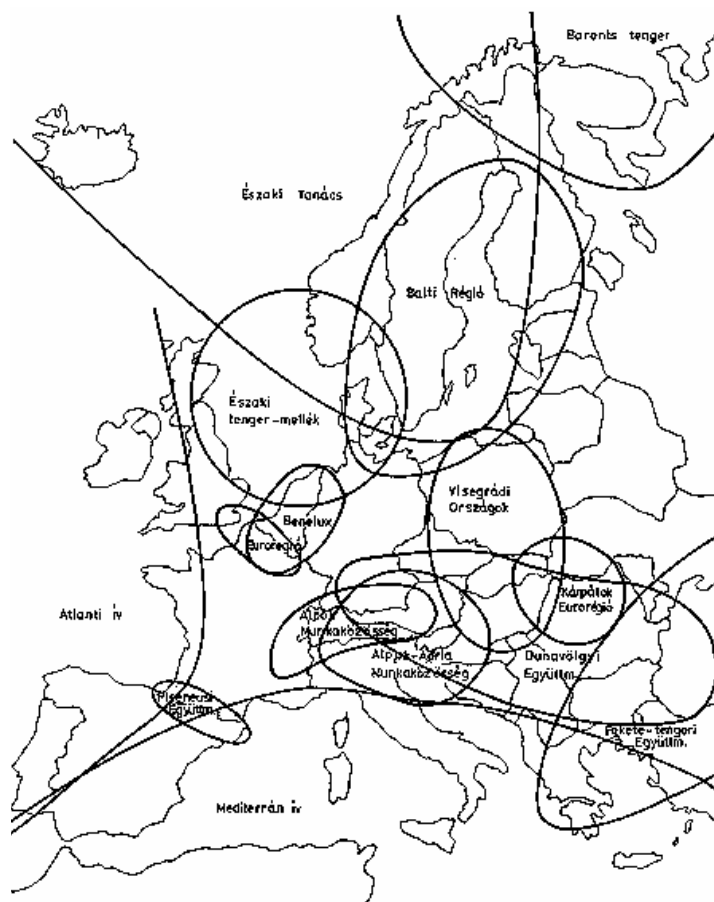 Barents tenger
Északi Tanács
Balti Régió
Északi
tenger-mellék
Visegrádi
Országok
Benelux
Eurorégió
Kárpátok
Eurorégió
Atlanti ív
Alpok
Munkaközösség
Alpok-Adria
Munkaközösség
Dunavölgyi
Együttm.
Pireneusi
Együttm.
Fekete-tengeri
Együttm.
Mediterrán ív